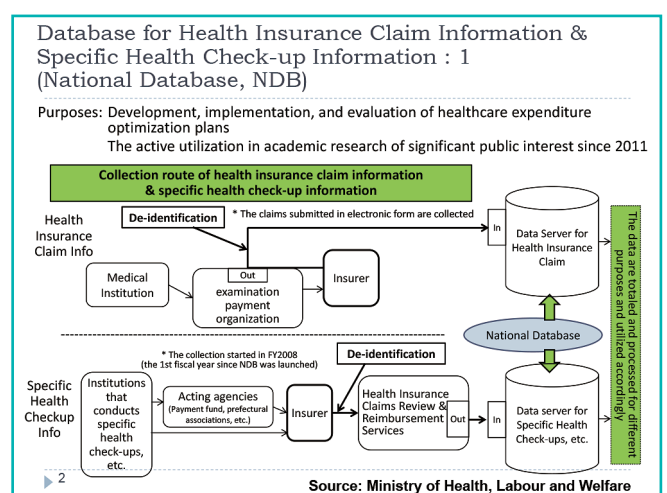 Database for Health Insurance Claim Information &
Specific Health Check-up Information : 1
(National Database, NDB)
Purposes: Development, implementation, and evaluation of healthcare expenditure
optimization plans
The active utilization in academic research of significant public interest since 2011
Collection route of health insurance claim information
& specific health check-up information
Health
Insurance
Claim Info
De-identification
* The claims submitted in electronic form are collected
Medical
Institution
Out
examination
payment
organization
Insurer
In
Data Server for
Health Insurance
Claim
The data are totaled and processed for different
purposes and utilized accordingly
National Database
* The collection started in FY2008
(the 1st fiscal year since NDB was launched)
De-identification
Specific
Health
Checkup
Info
Institutions
that
conducts
specific
health
check-ups,
etc.
Acting agencies
(Payment fund, prefectural
associations, etc.)
Insurer
Health Insurance
Claims Review &
Reimbursement
Services
Out
In
Data server for
Specific Health
Check-ups, etc.
2
Source: Ministry of Health, Labour and Welfare